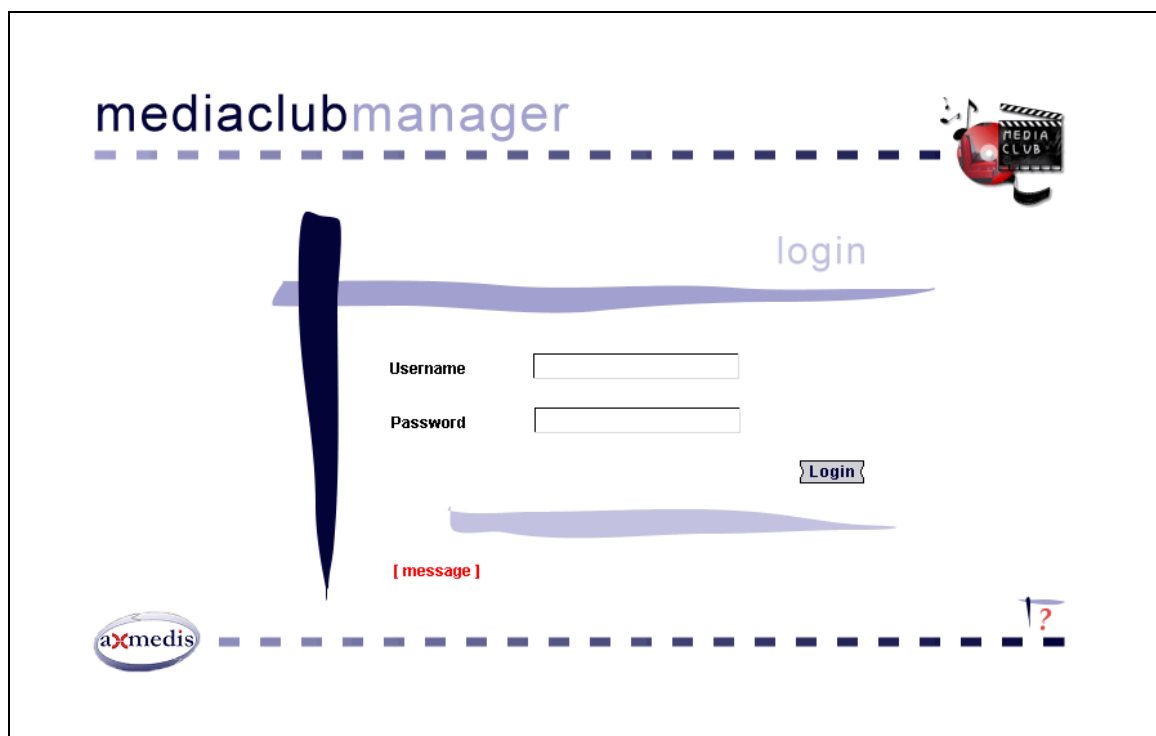 mediaclubmanager
MEDIA
CLUB
login
Username
Password
Login
[ message ]
axmedis
?